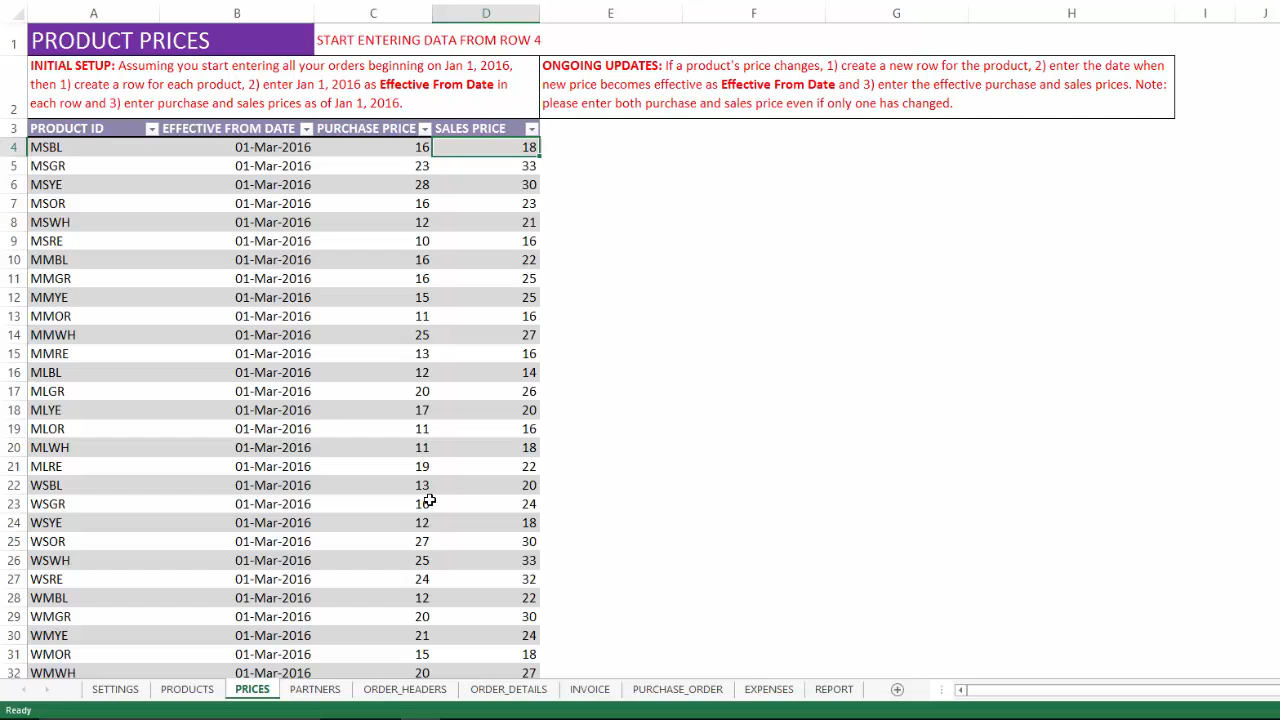 A B C D E F G H I J
1 PRODUCT PRICES START ENTERING DATA FROM ROW 4
INITIAL SETUP: Assuming you start entering all your orders beginning on Jan 1, 2016,
then 1) create a row for each product, 2) enter Jan 1, 2016 as Effective From Date in
2 each row and 3) enter purchase and sales prices as of Jan 1, 2016.
ONGOING UPDATES: If a product's price changes, 1) create a new row for the product, 2) enter the date when
new price becomes effective as Effective From Date and 3) enter the effective purchase and sales prices. Note:
please enter both purchase and sales price even if only one has changed.
3 PRODUCT ID EFFECTIVE FROM DATE PURCHASE PRICE SALES PRICE
4 MSBL 01-Mar-2016 16 18
5 MSGR 01-Mar-2016 23 33
6 MSYE 01-Mar-2016 28 30
7 MSOR 01-Mar-2016 16 23
8 MSWH 01-Mar-2016 12 21
9 MSRE 01-Mar-2016 10 16
10 MMBL 01-Mar-2016 16 22
11 MMGR 01-Mar-2016 16 25
12 MMYE 01-Mar-2016 15 25
13 MMOR 01-Mar-2016 11 16
14 MMWH 01-Mar-2016 25 27
15 MMRE 01-Mar-2016 13 16
16 MLBL 01-Mar-2016 12 14
17 MLGR 01-Mar-2016 20 26
18 MLYE 01-Mar-2016 17 20
19 MLOR 01-Mar-2016 11 16
20 MLWH 01-Mar-2016 11 18
21 MLRE 01-Mar-2016 19 22
22 WSBL 01-Mar-2016 13 20
23 WSGR 01-Mar-2016 24
24 WSYE 01-Mar-2016 12 18
25 WSOR 01-Mar-2016 27 30
26 WSWH 01-Mar-2016 25 33
27 WSRE 01-Mar-2016 24 32
28 WMBL 01-Mar-2016 12 22
29 WMGR 01-Mar-2016 20 30
30 WMYE 01-Mar-2016 21 24
31 WMOR 01-Mar-2016 15 18
32 WMWH 01-Mar-2016 20 27
SETTINGS PRODUCTS PRICES PARTNERS ORDER_HEADERS ORDER_DETAILS INVOICE PURCHASE_ORDER EXPENSES REPORT
Ready